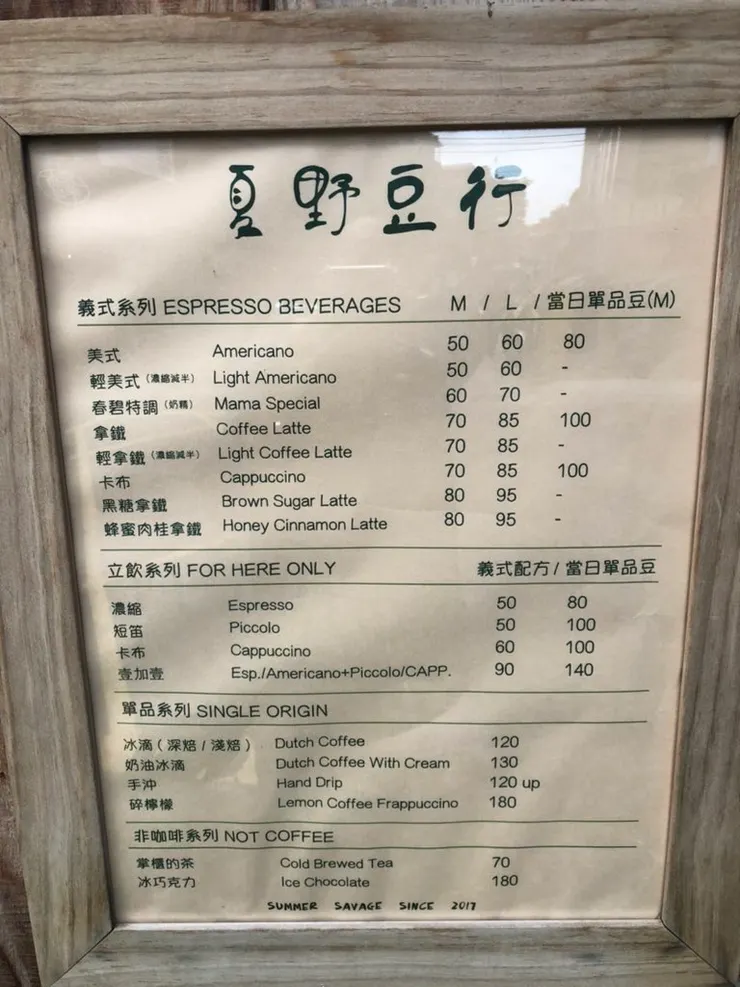 夏野豆行
義式系列 ESPRESSO BEVERAGES M / L / 當日單品豆(M)
美式 Americano 50 60 80
輕美式(濃縮減半) Light Americano 50 60 -
春碧特調(奶精) Mama Special 60 70 -
拿鐵 Coffee Latte 70 85 100
輕拿鐵(濃縮減半) Light Coffee Latte 70 85 -
卡布 Cappuccino 70 85 100
黑糖拿鐵 Brown Sugar Latte 80 95 -
蜂蜜肉桂拿鐵 Honey Cinnamon Latte 80 95 -
立飲系列 FOR HERE ONLY 義式配方 / 當日單品豆
濃縮 Espresso 50 80
短笛 Piccolo 50 100
卡布 Cappuccino 60 100
壹加壹 Esp./Americano+Piccolo/CAPP. 90 140
單品系列 SINGLE ORIGIN
冰滴 ( 深焙 / 淺焙 ) Dutch Coffee 120
奶油冰滴 Dutch Coffee With Cream 130
手沖 Hand Drip 120 up
碎檸檬 Lemon Coffee Frappuccino 180
非咖啡系列 NOT COFFEE
掌櫃的茶 Cold Brewed Tea 70
冰巧克力 Ice Chocolate 180
SUMMER SAVAGE SINCE 2017